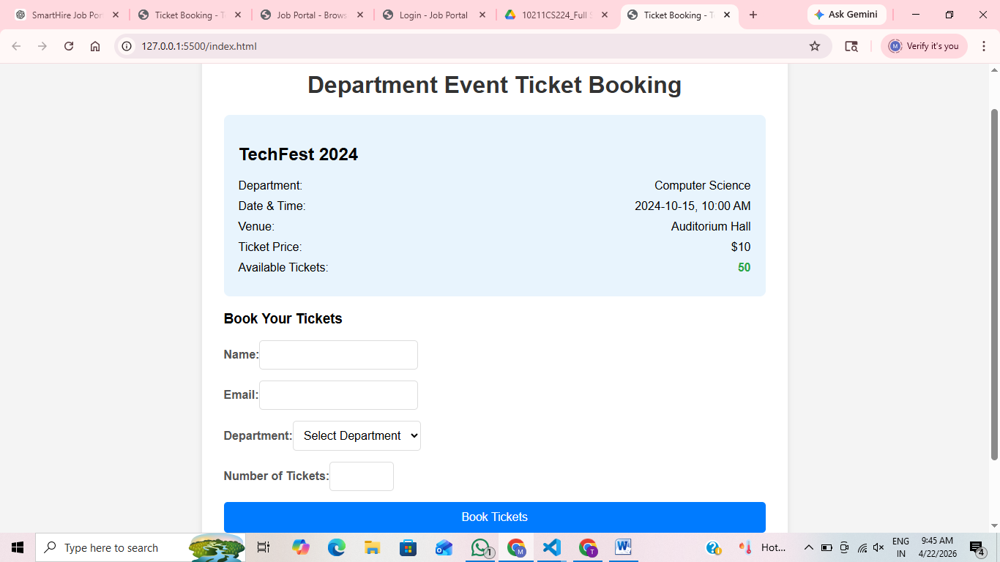 SmartHire Job Por
Ticket Booking - T
Job Portal - Brows
Login - Job Portal
10211CS224_Full S
Ticket Booking - Te
Ask Gemini
127.0.0.1:5500/index.html
M
Verify it's you
Department Event Ticket Booking
TechFest 2024
Department: Computer Science
Date & Time: 2024-10-15, 10:00 AM
Venue: Auditorium Hall
Ticket Price: $10
Available Tickets: 50
Book Your Tickets
Name:
Email:
Department: Select Department
Number of Tickets:
Book Tickets
Type here to search
1
M
T
W
Hot...
ENG
IN
9:45 AM
4/22/2026
4